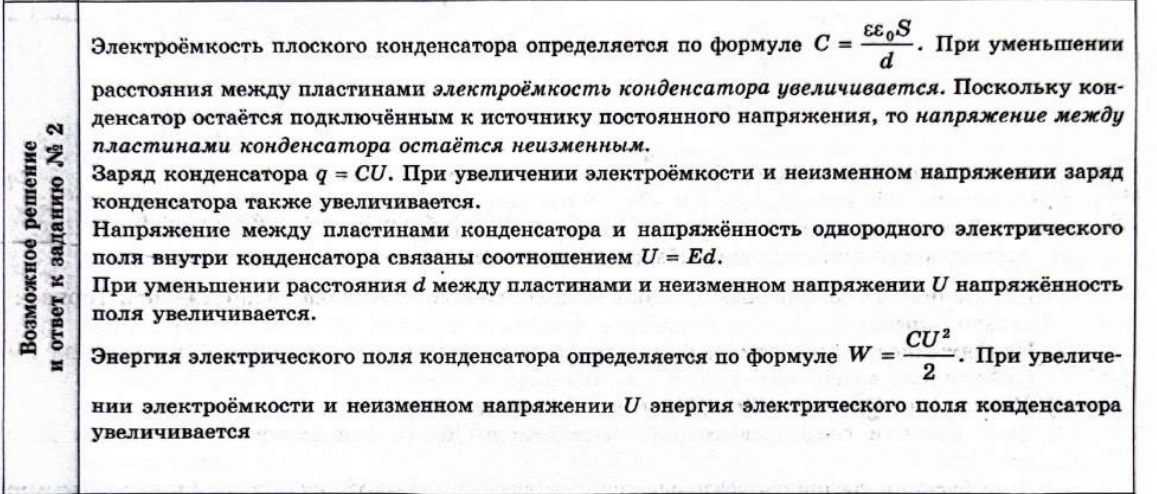 Возможное решение
и ответ к заданию № 2
Электроёмкость плоского конденсатора определяется по формуле C = εε₀S/d. При уменьшении
расстояния между пластинами электроёмкость конденсатора увеличивается. Поскольку кон-
денсатор остаётся подключённым к источнику постоянного напряжения, то напряжение между
пластинами конденсатора остаётся неизменным.
Заряд конденсатора q = CU. При увеличении электроёмкости и неизменном напряжении заряд
конденсатора также увеличивается.
Напряжение между пластинами конденсатора и напряжённость однородного электрического
поля внутри конденсатора связаны соотношением U = Ed.
При уменьшении расстояния d между пластинами и неизменном напряжении U напряжённость
поля увеличивается.
Энергия электрического поля конденсатора определяется по формуле W = CU²/2. При увеличе-
нии электроёмкости и неизменном напряжении U энергия электрического поля конденсатора
увеличивается